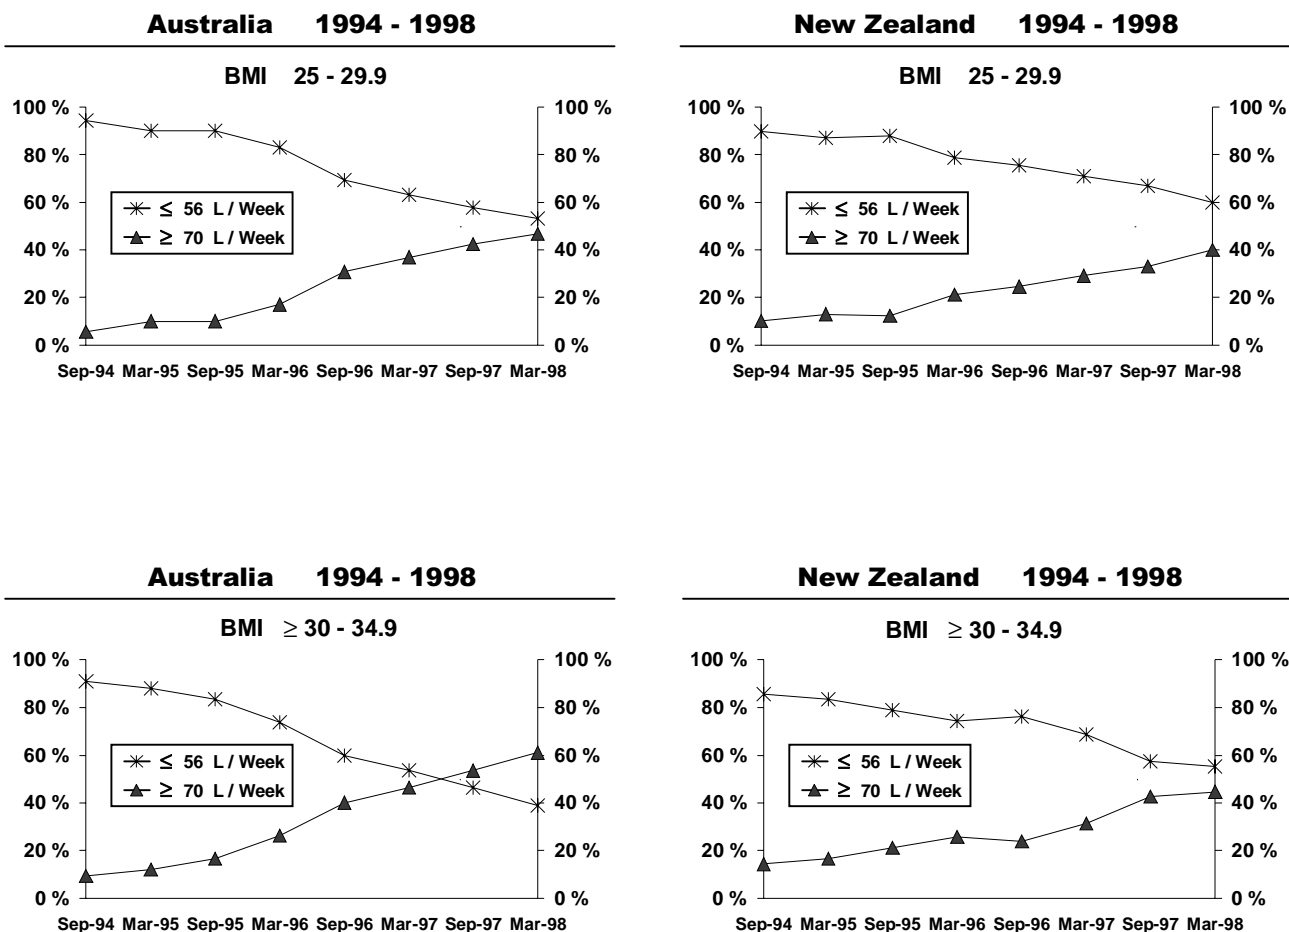 Australia 1994 - 1998
BMI 25 - 29.9
100 % 100 %
80 % 80 %
60 % 60 %
≤ 56 L / Week
≥ 70 L / Week
40 % 40 %
20 % 20 %
0 % 0 %
Sep-94 Mar-95 Sep-95 Mar-96 Sep-96 Mar-97 Sep-97 Mar-98
New Zealand 1994 - 1998
BMI 25 - 29.9
100 % 100 %
80 % 80 %
60 % 60 %
≤ 56 L / Week
≥ 70 L / Week
40 % 40 %
20 % 20 %
0 % 0 %
Sep-94 Mar-95 Sep-95 Mar-96 Sep-96 Mar-97 Sep-97 Mar-98
Australia 1994 - 1998
BMI ≥ 30 - 34.9
100 % 100 %
80 % 80 %
60 % 60 %
≤ 56 L / Week
≥ 70 L / Week
40 % 40 %
20 % 20 %
0 % 0 %
Sep-94 Mar-95 Sep-95 Mar-96 Sep-96 Mar-97 Sep-97 Mar-98
New Zealand 1994 - 1998
BMI ≥ 30 - 34.9
100 % 100 %
80 % 80 %
60 % 60 %
≤ 56 L / Week
≥ 70 L / Week
40 % 40 %
20 % 20 %
0 % 0 %
Sep-94 Mar-95 Sep-95 Mar-96 Sep-96 Mar-97 Sep-97 Mar-98